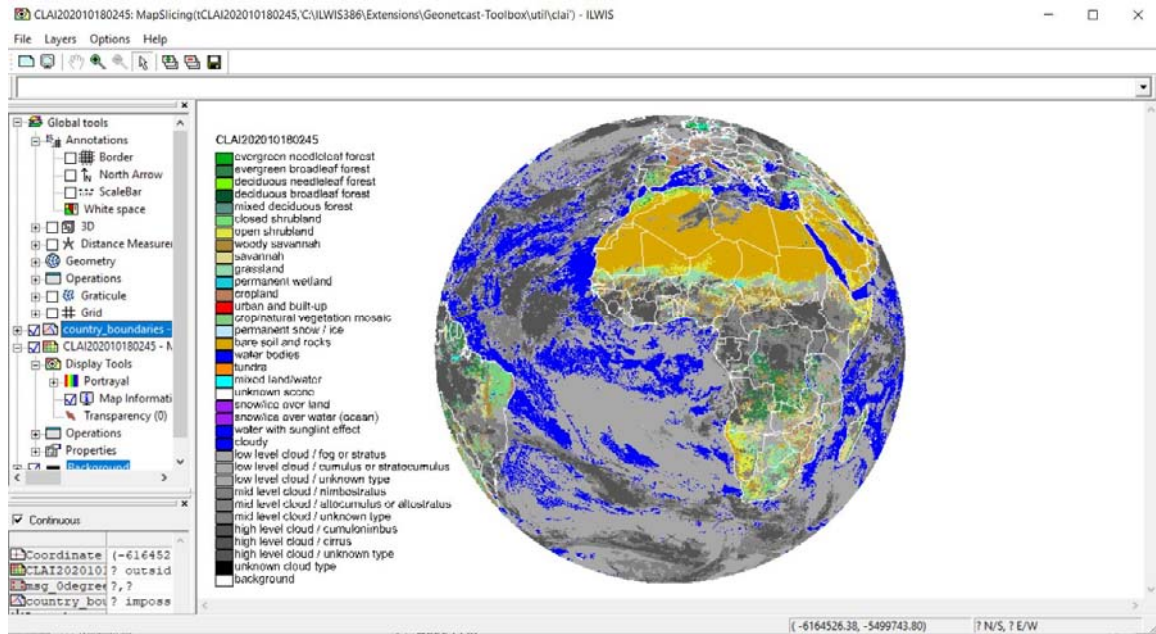 CLAI202010180245: MapSlicing(tCLAI202010180245,'C:\ILWIS386\Extensions\Geonetcast-Toolbox\util\clai') - ILWIS
File Layers Options Help
Global tools
Annotations
Border
North Arrow
ScaleBar
White space
3D
Distance Measurer
Geometry
Operations
Graticule
Grid
country_boundaries -
CLAI202010180245 - M
Display Tools
Portrayal
Map Informati
Transparency (0)
Operations
Properties
Background
Continuous
Coordinate (-616452
CLAI202010: ? outsid
msg_0degree ?,?
country_bou ? imposs
CLAI202010180245
evergreen needleleaf forest
evergreen broadleaf forest
deciduous needleleaf forest
deciduous broadleaf forest
mixed deciduous forest
closed shrubland
open shrubland
woody savannah
savannah
grassland
permanent wetland
cropland
urban and built-up
crop/natural vegetation mosaic
permanent snow / ice
bare soil and rocks
water bodies
tundra
mixed land/water
unknown scene
snow/ice over land
snow/ice over water (ocean)
water with sunglint effect
cloudy
low level cloud / fog or stratus
low level cloud / cumulus or stratocumulus
low level cloud / unknown type
mid level cloud / nimbostratus
mid level cloud / altocumulus or altostratus
mid level cloud / unknown type
high level cloud / cumulonimbus
high level cloud / cirrus
high level cloud / unknown type
unknown cloud type
background
( -6164526.38, -5499743.80) ? N/S, ? E/W